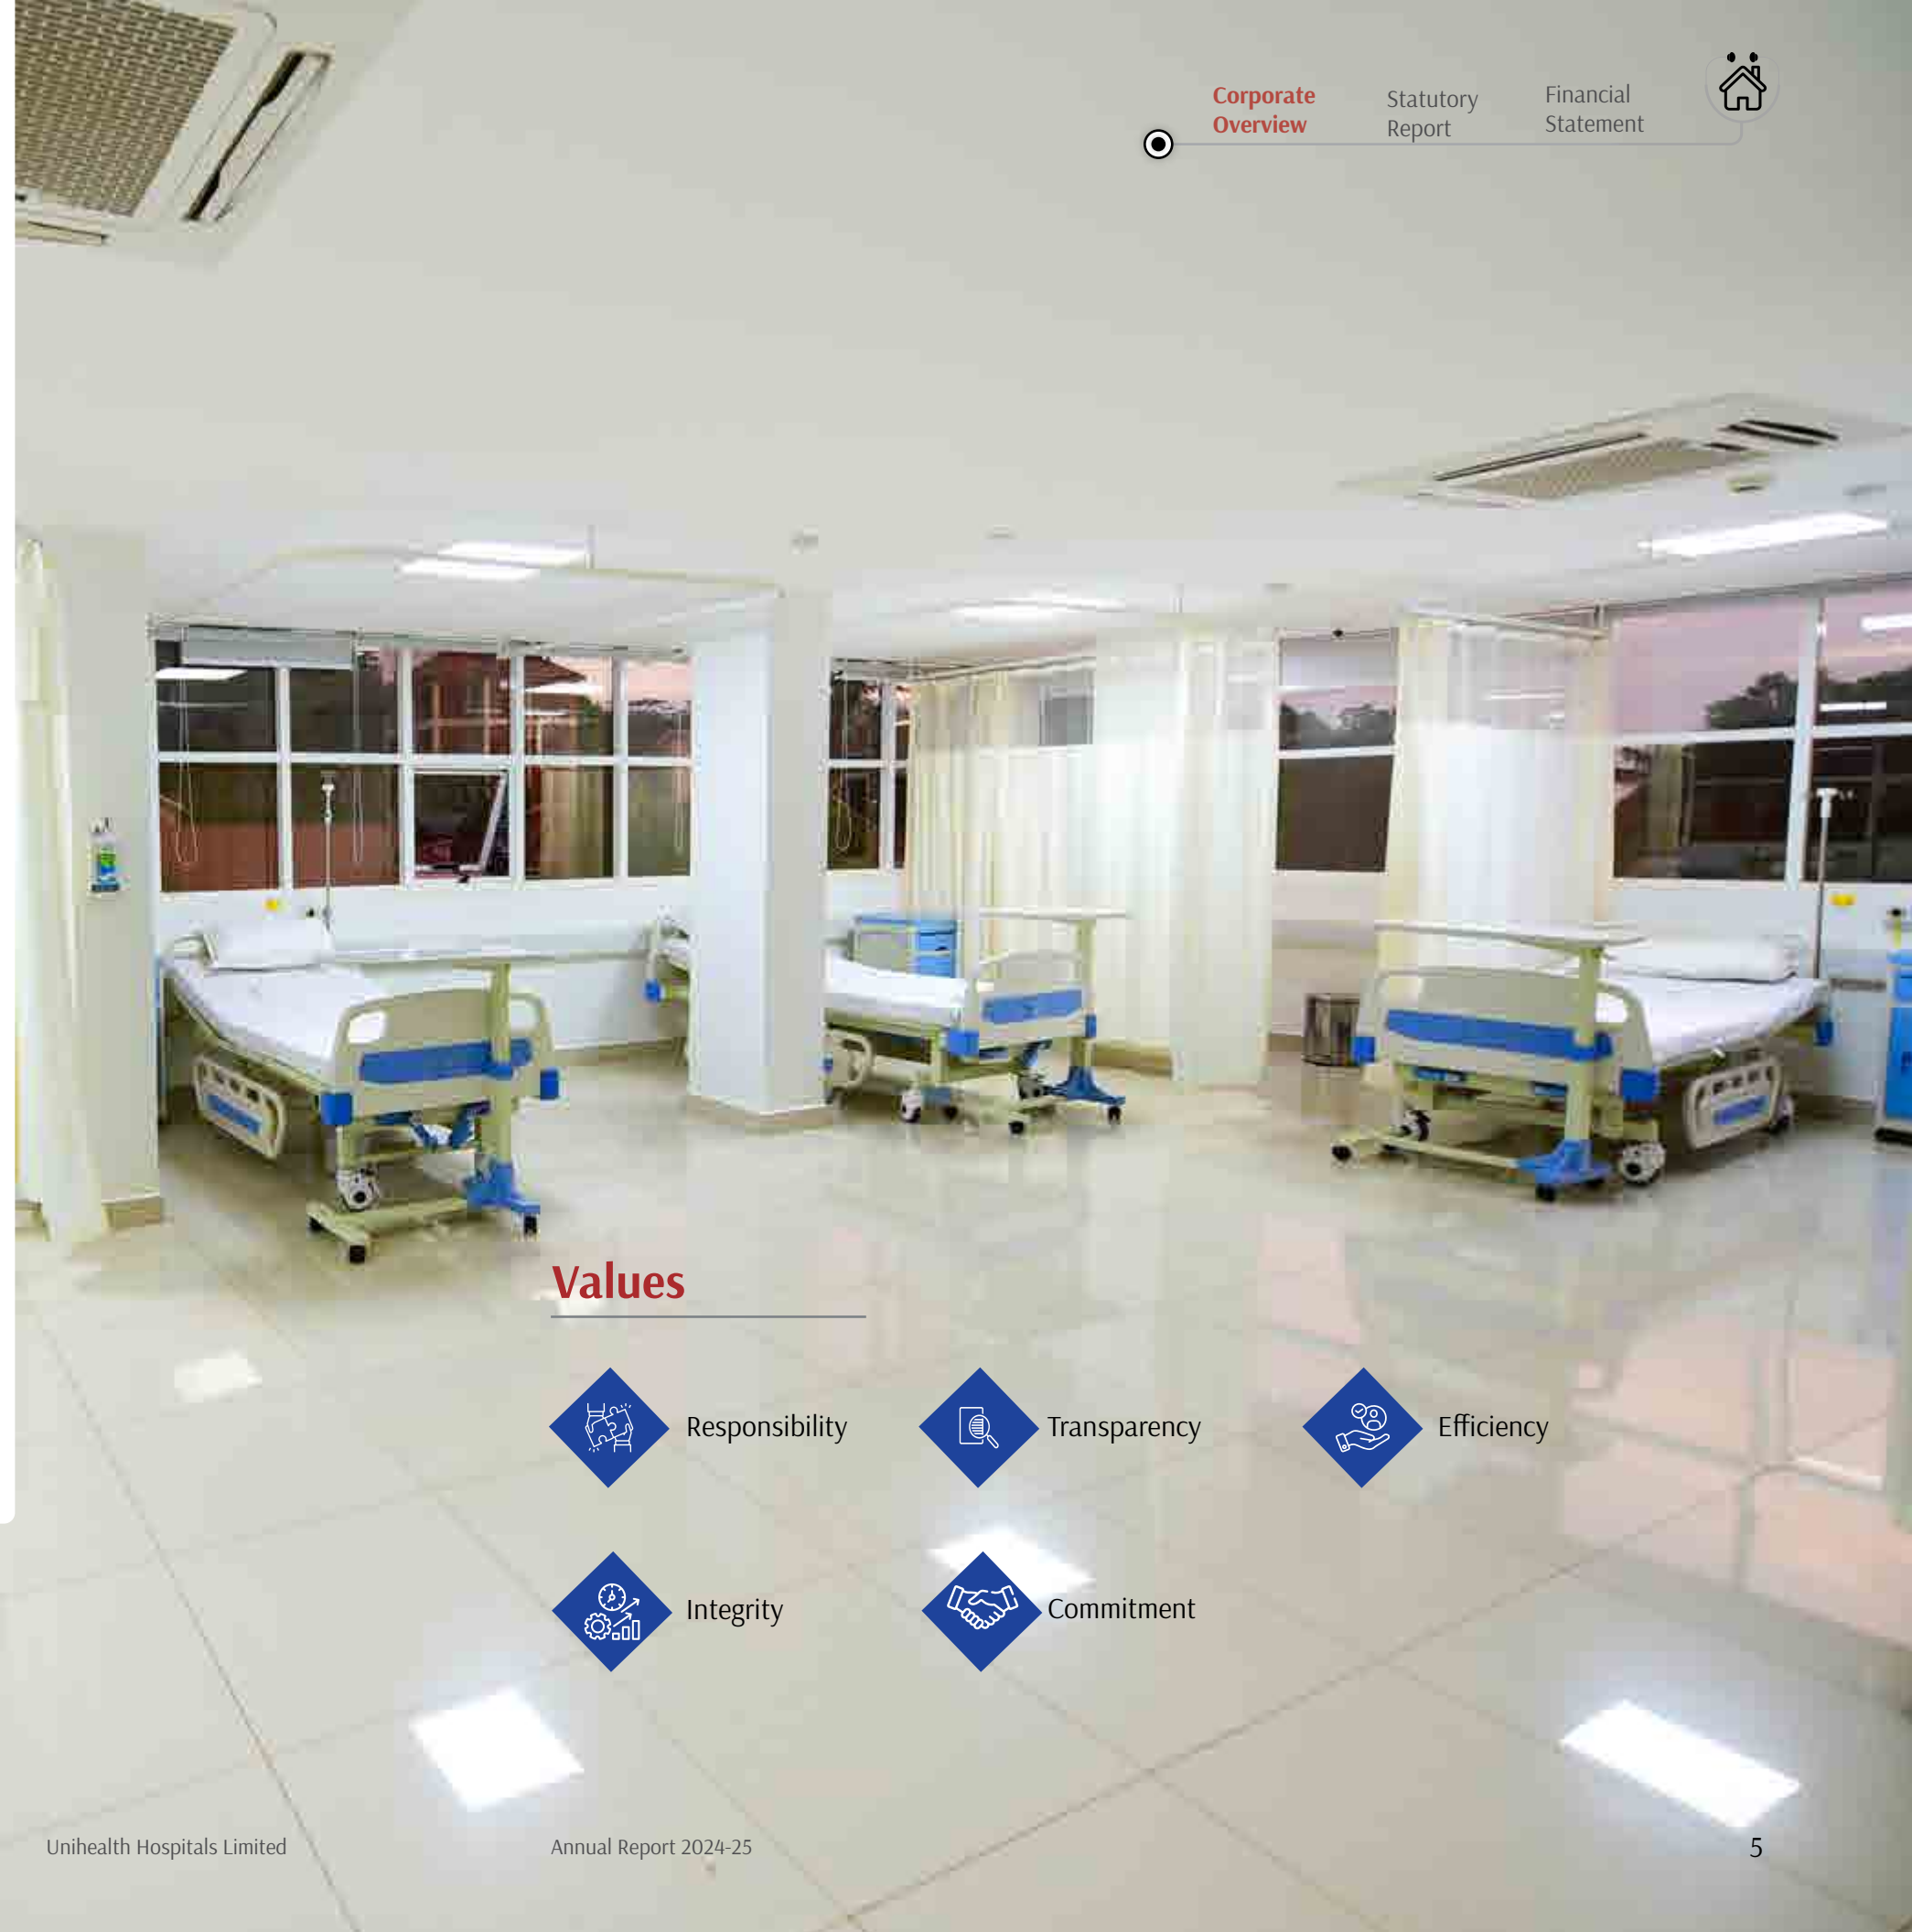 Corporate
Overview
Statutory
Report
Financial
Statement
Values
Responsibility
Transparency
Efficiency
Integrity
Commitment
Unihealth Hospitals Limited
Annual Report 2024-25
5